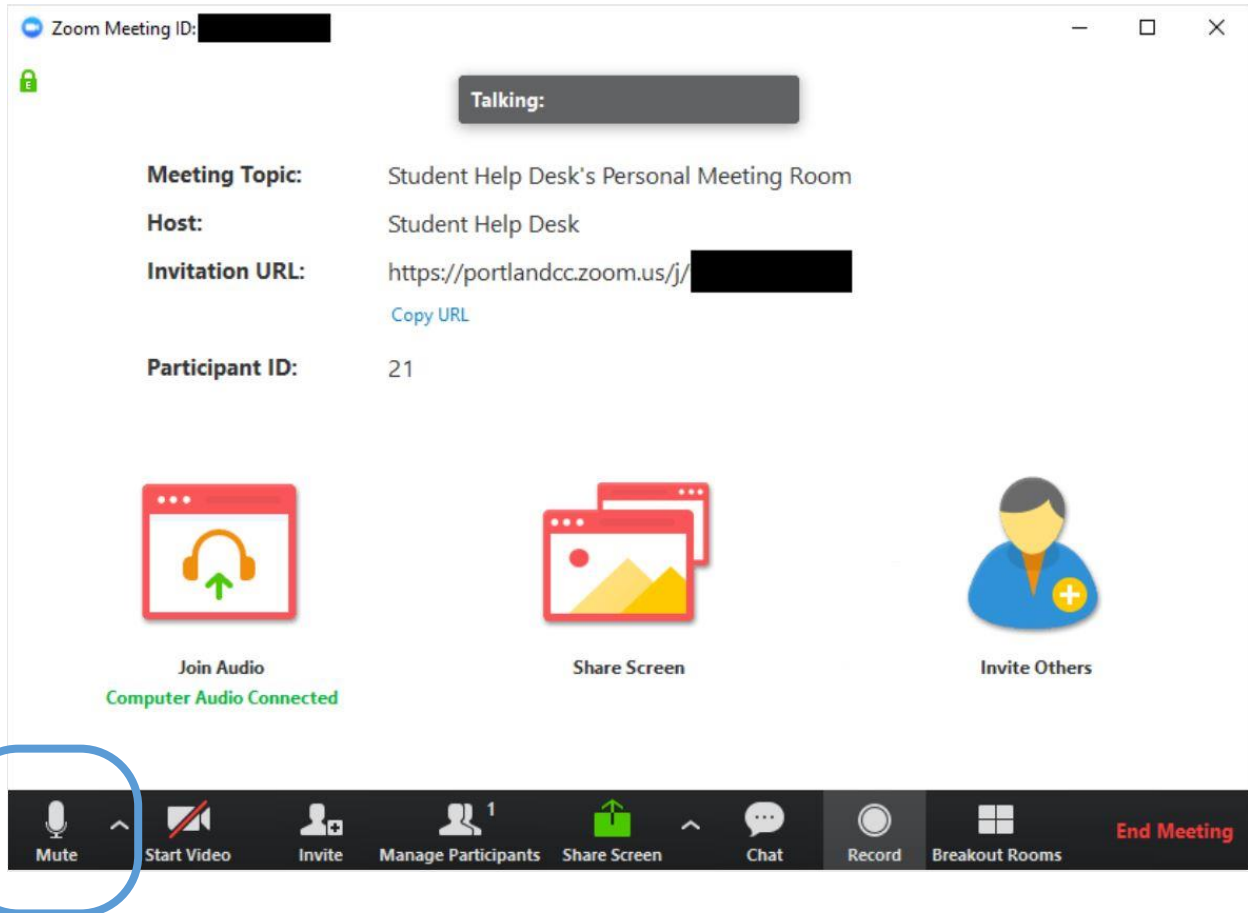 Zoom Meeting ID:
E
Talking:
Meeting Topic: Student Help Desk's Personal Meeting Room
Host: Student Help Desk
Invitation URL: https://portlandcc.zoom.us/j/
Copy URL
Participant ID: 21
Join Audio Share Screen Invite Others
Computer Audio Connected
1
Mute Start Video Invite Manage Participants Share Screen Chat Record Breakout Rooms End Meeting